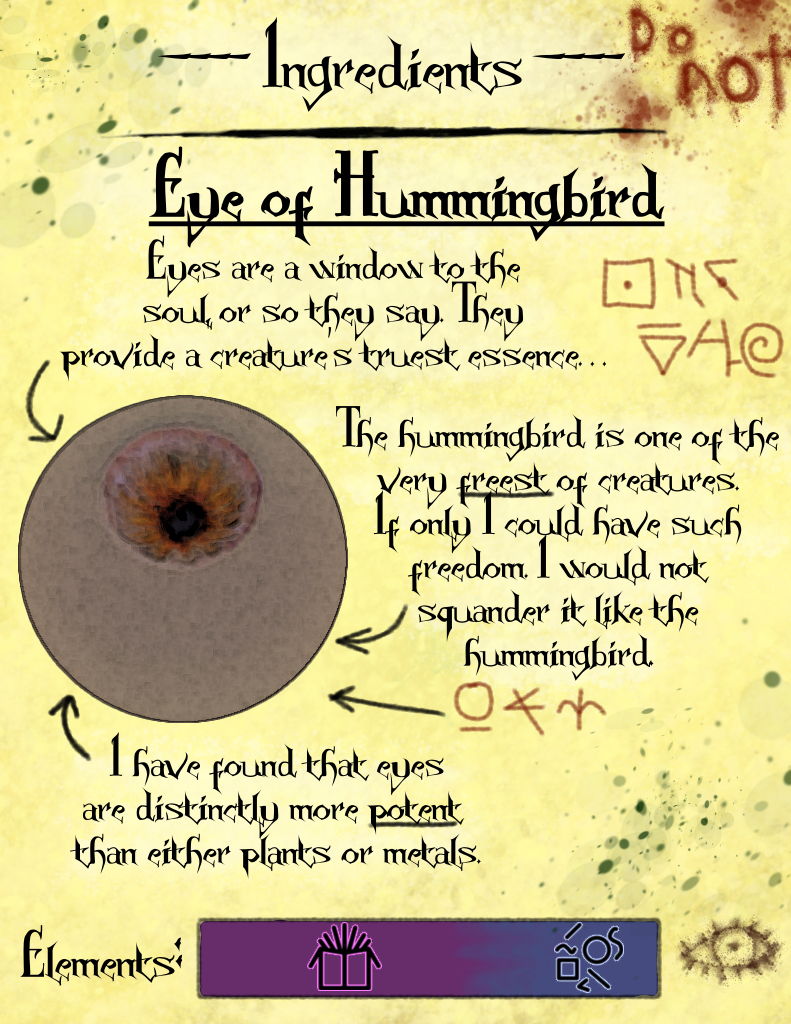 Ingredients
Do
not
Eye of Hummingbird
Eyes are a window to the
soul, or so they say. They
provide a creature's truest essence...
The hummingbird is one of the
very freest of creatures.
If only I could have such
freedom. I would not
squander it like the
hummingbird.
I have found that eyes
are distinctly more potent
than either plants or metals.
Elements: